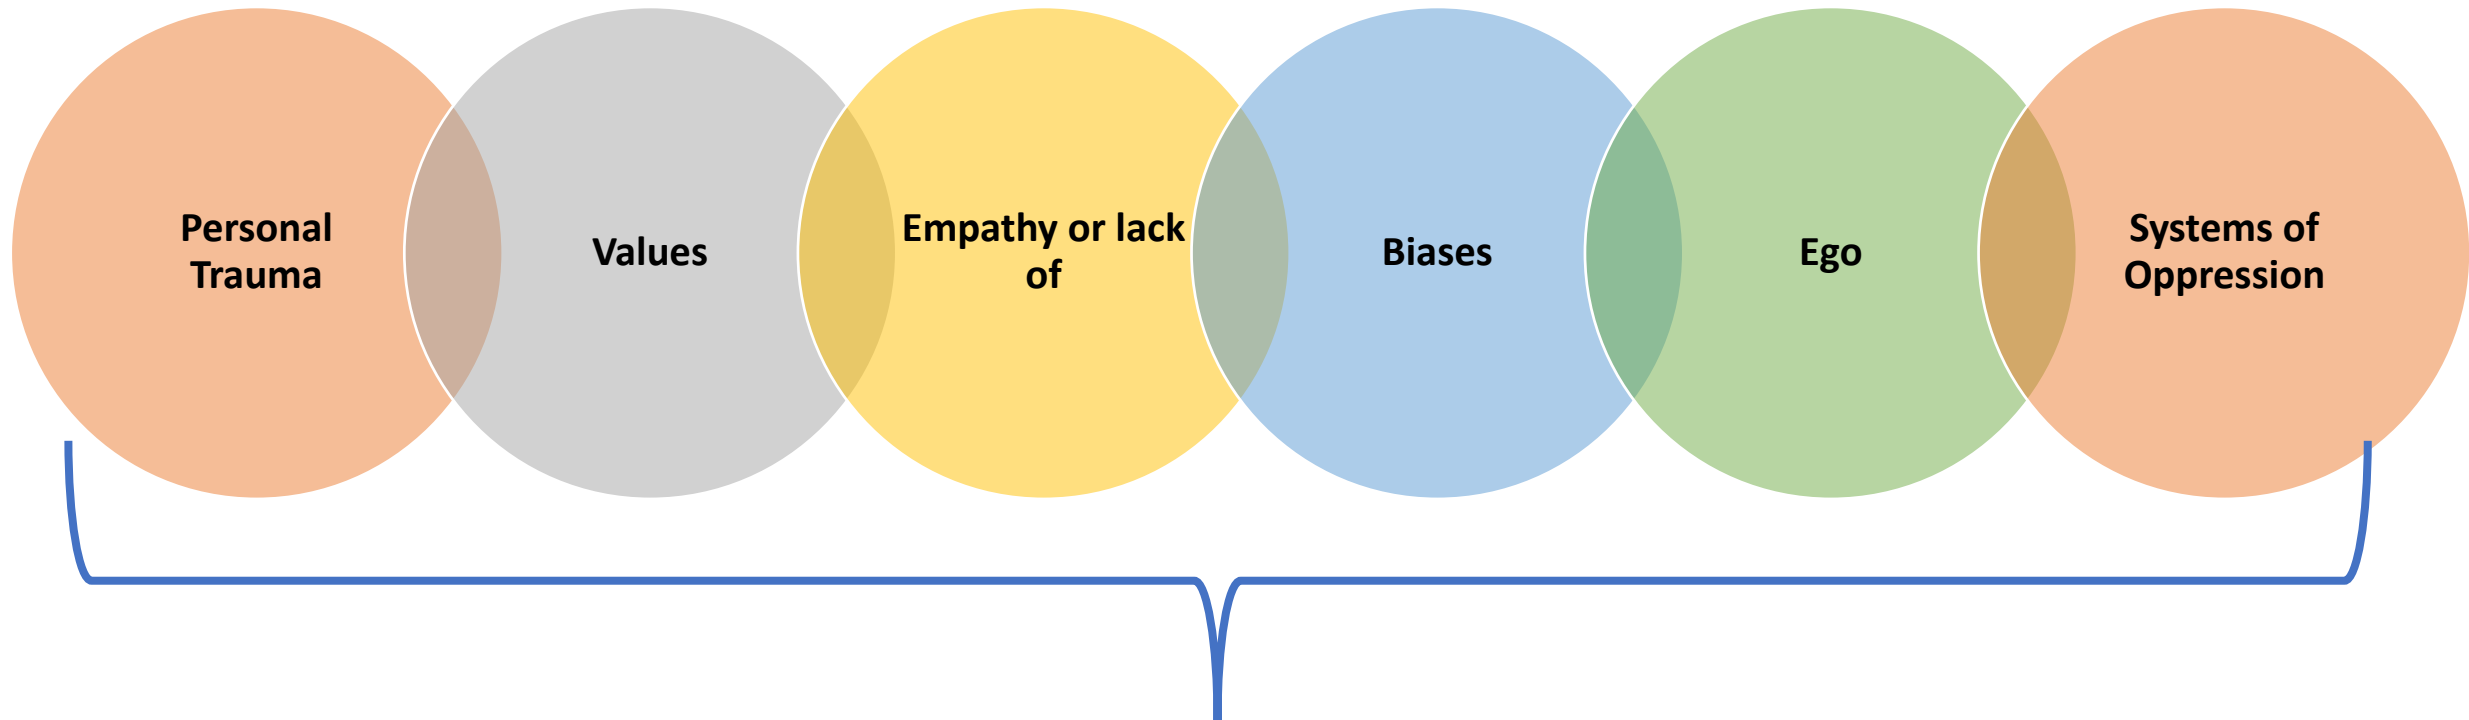 Personal
Trauma
Values
Empathy or lack
of
Biases
Ego
Systems of
Oppression